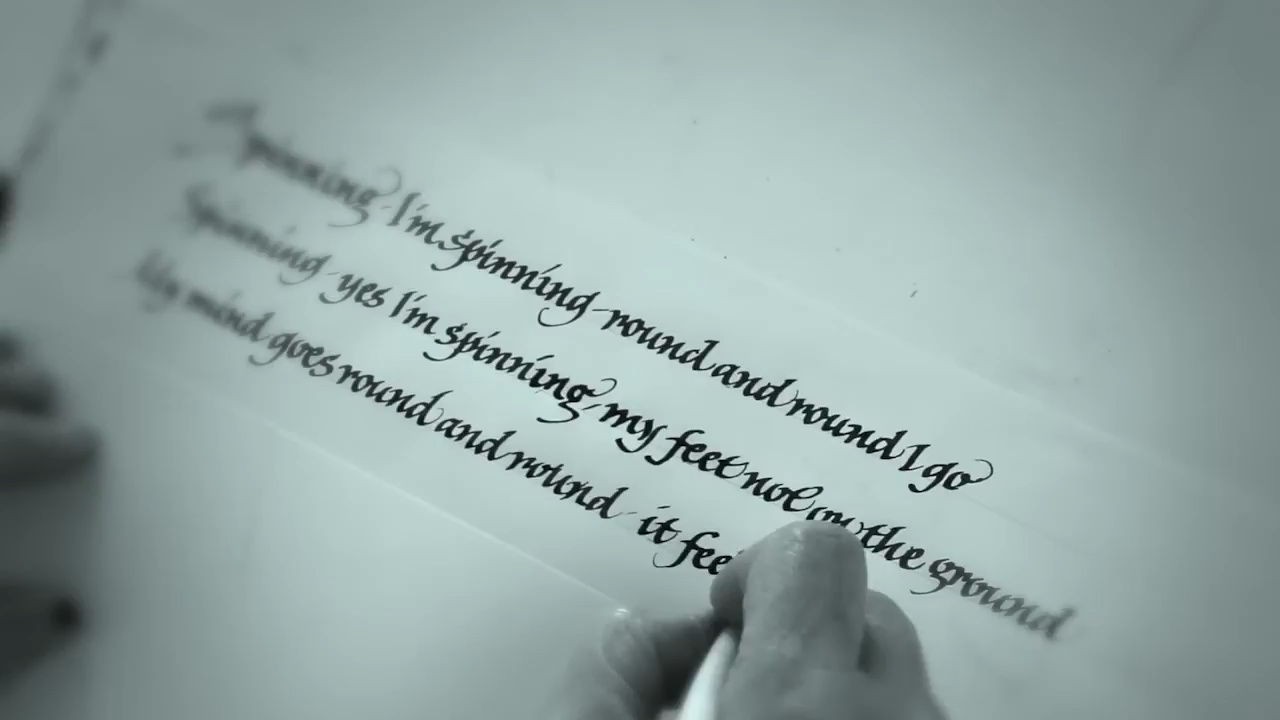 Spinning - I'm spinning - round and round I go
Spinning - yes I'm spinning, my feet not on the ground
My mind goes round and round - it fee